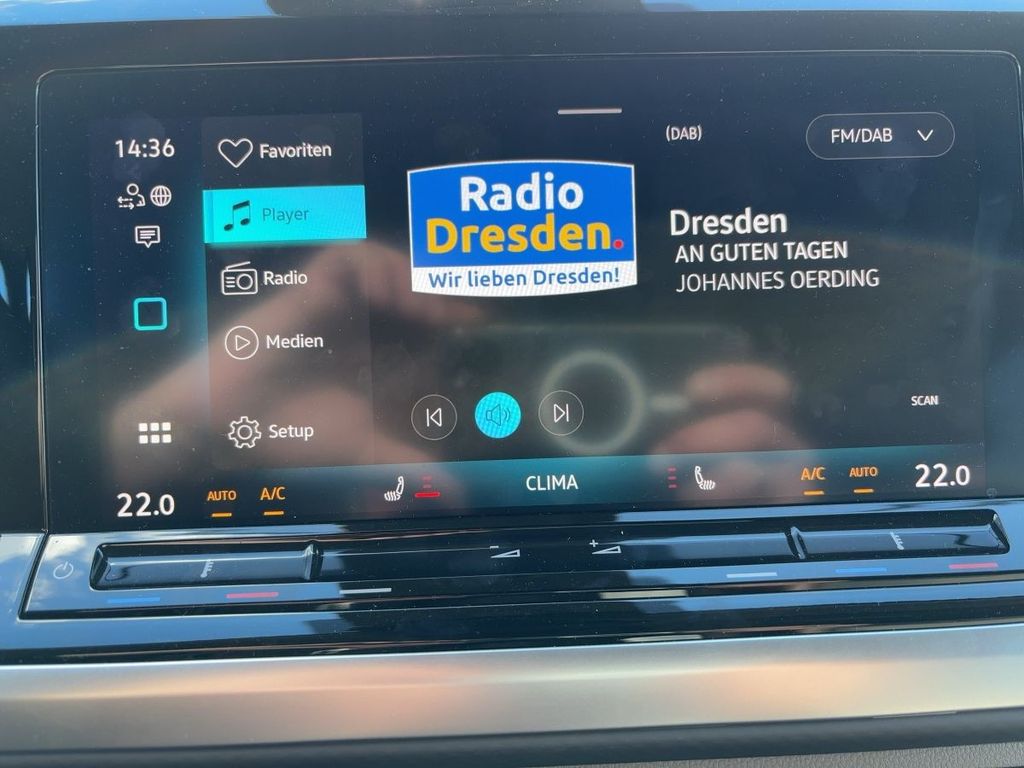 14:36
Favoriten
Player
Radio
Medien
Setup
(DAB)
FM/DAB
Radio
Dresden.
Wir lieben Dresden!
Dresden
AN GUTEN TAGEN
JOHANNES OERDING
SCAN
22.0
AUTO
A/C
CLIMA
A/C
AUTO
22.0
- +